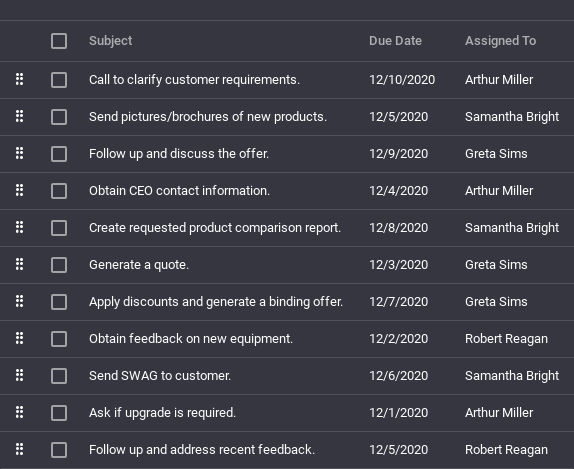 Subject Due Date Assigned To
Call to clarify customer requirements. 12/10/2020 Arthur Miller
Send pictures/brochures of new products. 12/5/2020 Samantha Bright
Follow up and discuss the offer. 12/9/2020 Greta Sims
Obtain CEO contact information. 12/4/2020 Arthur Miller
Create requested product comparison report. 12/8/2020 Samantha Bright
Generate a quote. 12/3/2020 Greta Sims
Apply discounts and generate a binding offer. 12/7/2020 Greta Sims
Obtain feedback on new equipment. 12/2/2020 Robert Reagan
Send SWAG to customer. 12/6/2020 Samantha Bright
Ask if upgrade is required. 12/1/2020 Arthur Miller
Follow up and address recent feedback. 12/5/2020 Robert Reagan